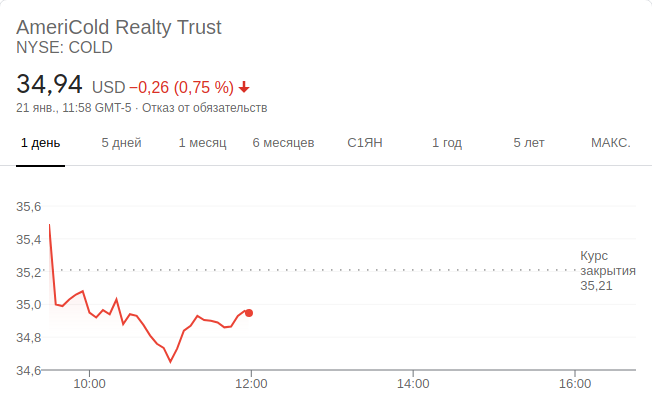 AmeriCold Realty Trust
NYSE: COLD
34,94 USD −0,26 (0,75 %)
21 янв., 11:58 GMT-5 · Отказ от обязательств
1 день 5 дней 1 месяц 6 месяцев С1ЯН 1 год 5 лет МАКС.
35,6
35,4
Курс
35,2 закрытия
35,21
35,0
34,8
34,6
10:00 12:00 14:00 16:00